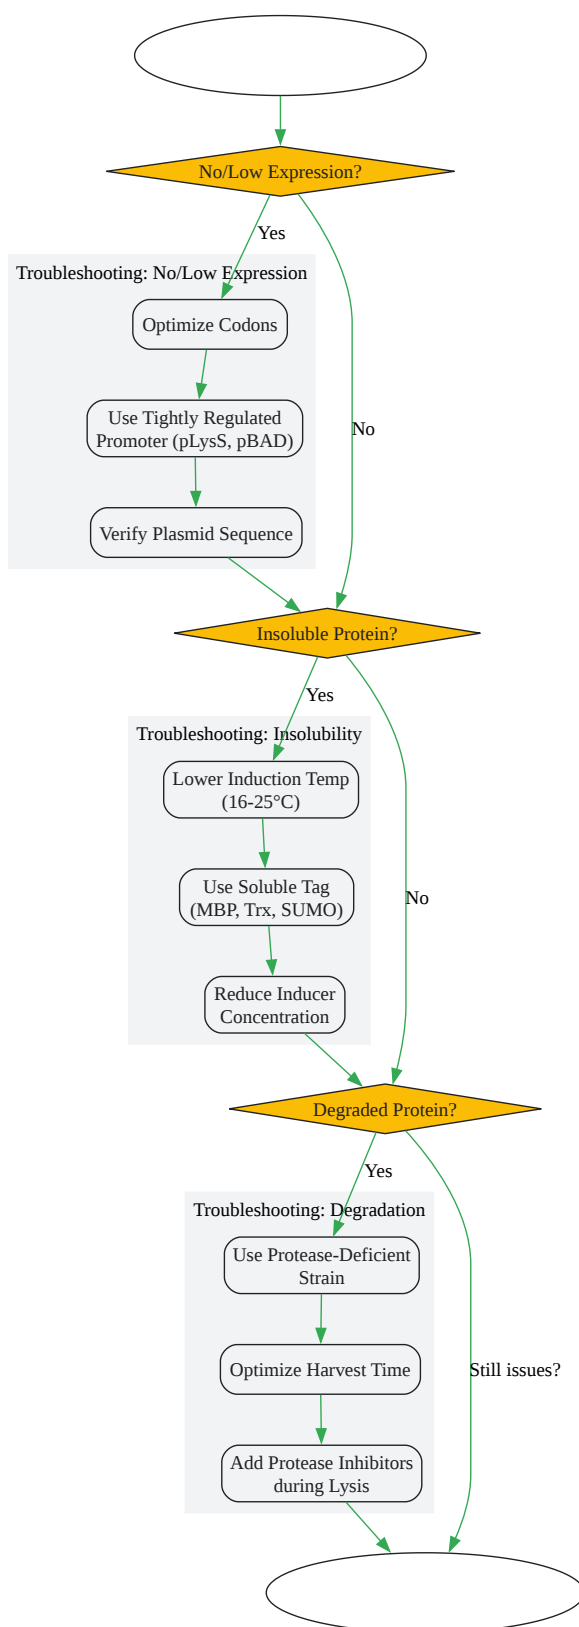 No/Low Expression?
Yes
Troubleshooting: No/Low Expression
Optimize Codons
Use Tightly Regulated
Promoter (pLysS, pBAD)
No
Verify Plasmid Sequence
Insoluble Protein?
Yes
Troubleshooting: Insolubility
Lower Induction Temp
(16-25°C)
Use Soluble Tag
(MBP, Trx, SUMO)
No
Reduce Inducer
Concentration
Degraded Protein?
Yes
Troubleshooting: Degradation
Use Protease-Deficient
Strain
Optimize Harvest Time
Still issues?
Add Protease Inhibitors
during Lysis